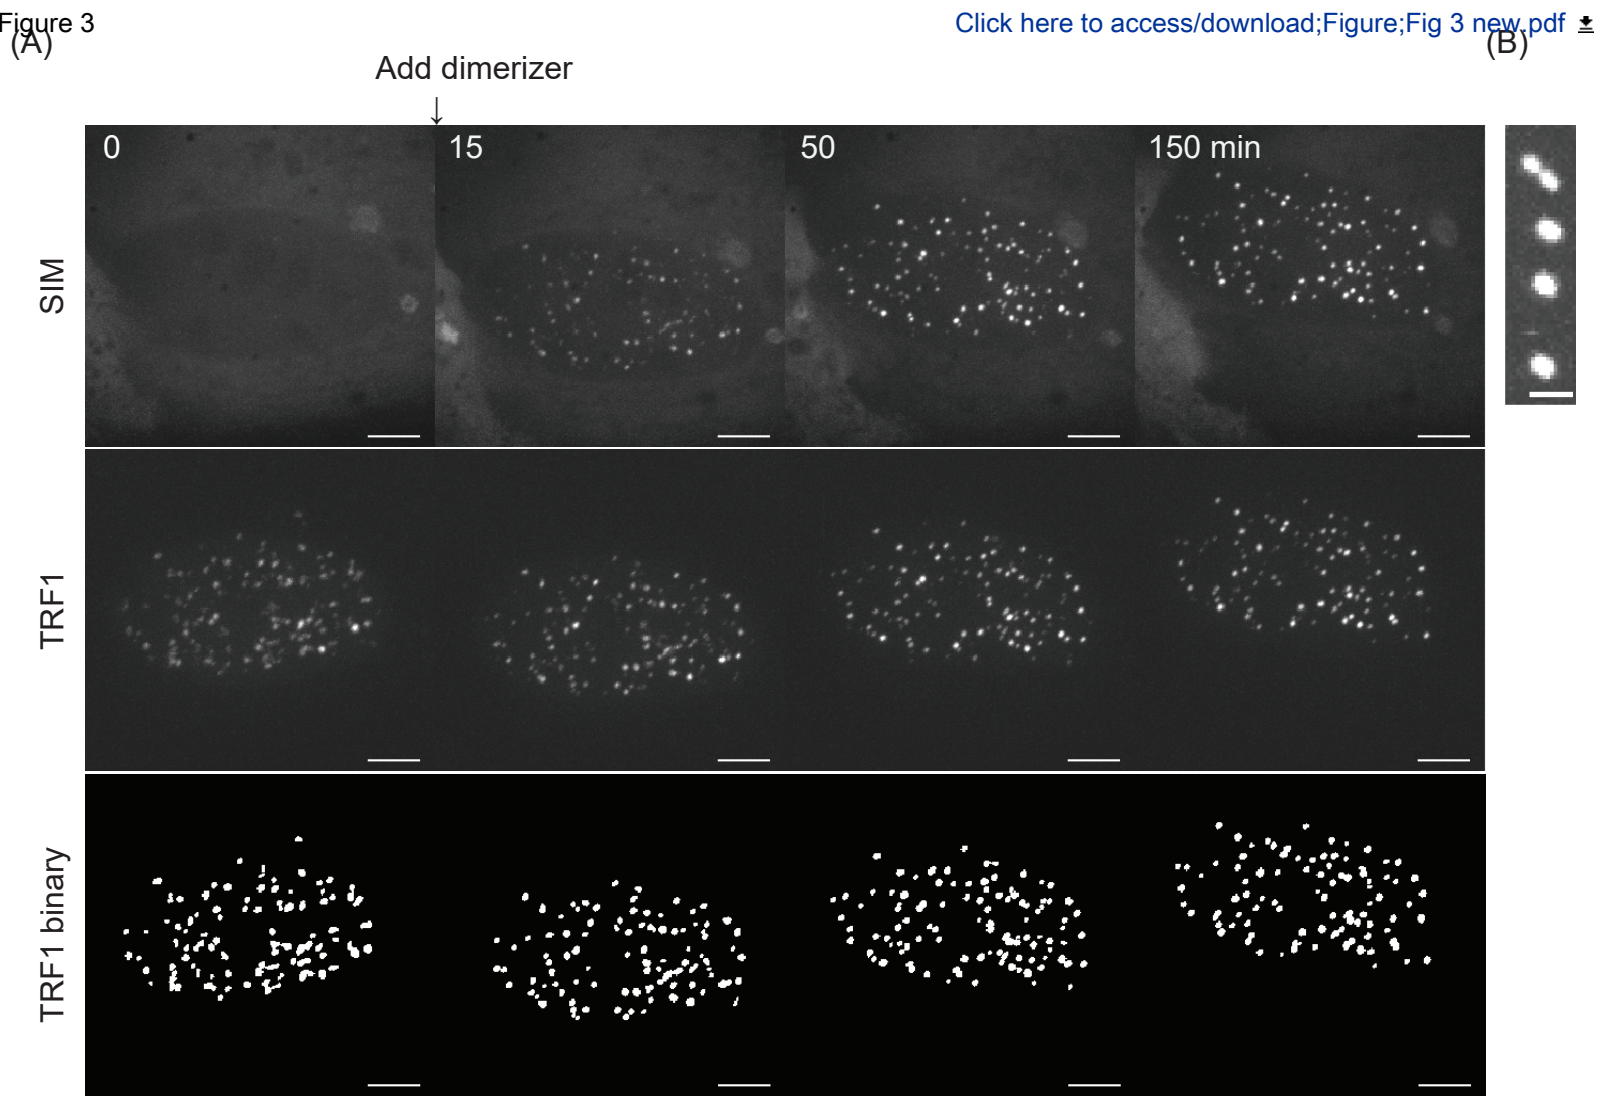 Figure 3
Click here to access/download;Figure;Fig 3 new.pdf
(A)
(B)
Add dimerizer
↓
0
15
50
150 min
SIM
TRF1
TRF1 binary